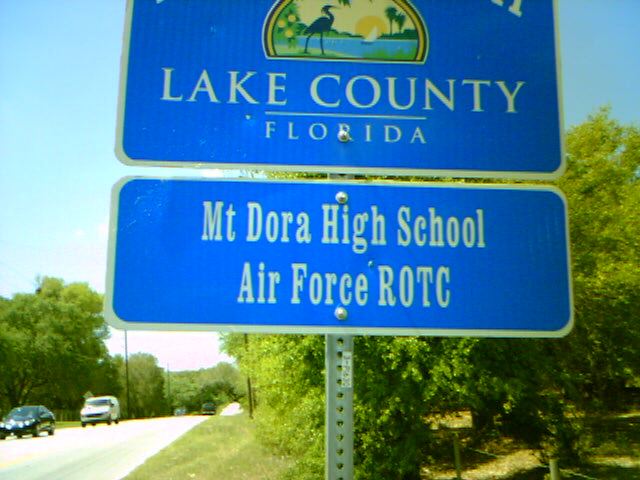 LAKE COUNTY
FLORIDA
Mt Dora High School
Air Force ROTC